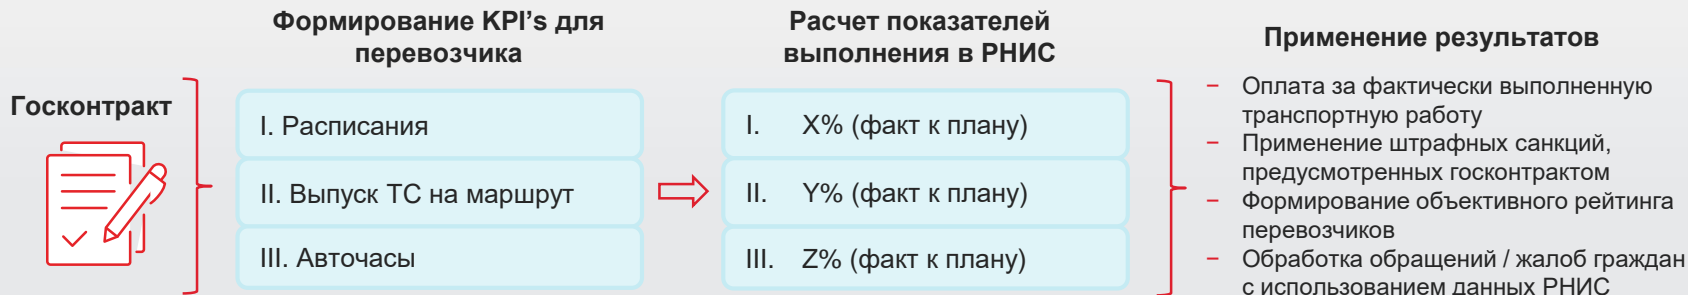 Госконтракт
Формирование KPI's для
перевозчика
I. Расписания
II. Выпуск ТС на маршрут
III. Авточасы
Расчет показателей
выполнения в РНИС
I. X% (факт к плану)
II. Y% (факт к плану)
III. Z% (факт к плану)
Применение результатов
− Оплата за фактически выполненную
транспортную работу
− Применение штрафных санкций,
предусмотренных госконтрактом
− Формирование объективного рейтинга
перевозчиков
− Обработка обращений / жалоб граждан
с использованием данных РНИС